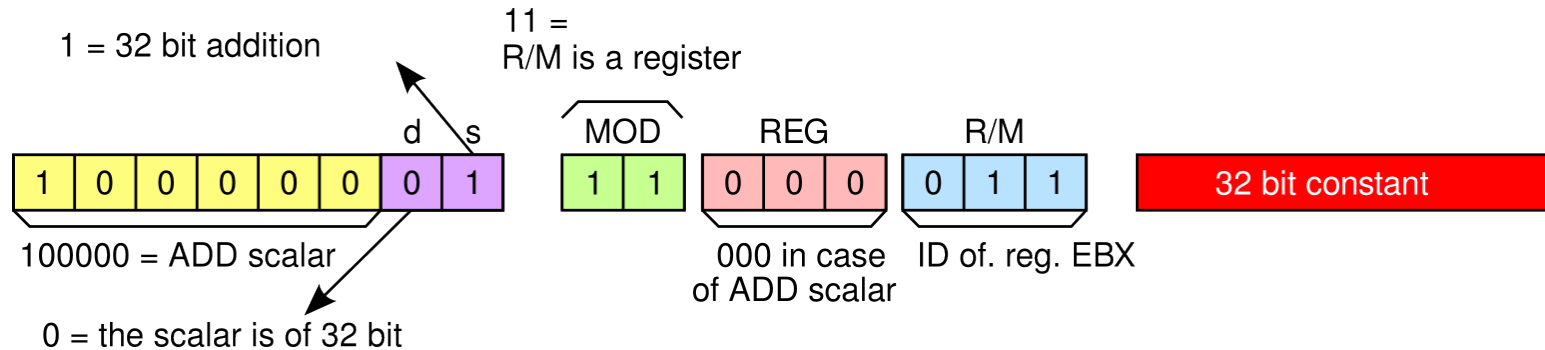 11 =
1 = 32 bit addition
R/M is a register
d s MOD REG R/M
1 0 0 0 0 0 0 1 1 1 0 0 0 0 1 1 32 bit constant
100000 = ADD scalar 000 in case ID of. reg. EBX
of ADD scalar
0 = the scalar is of 32 bit